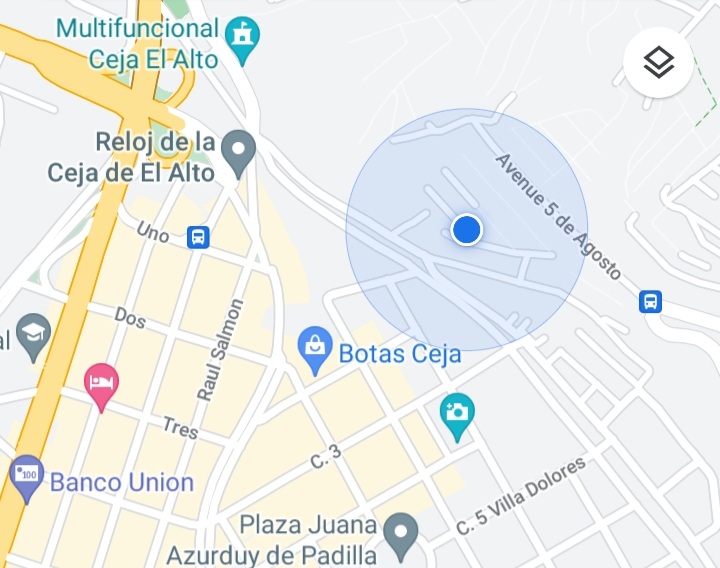 Multifuncional
Ceja El Alto
Reloj de la
Ceja de El Alto
Avenue 5 de Agosto
Uno
Dos
Raul Salmon
al
Botas Ceja
Tres
C. 3
100
Banco Union
C. 5 Villa Dolores
Plaza Juana
Azurduy de Padilla